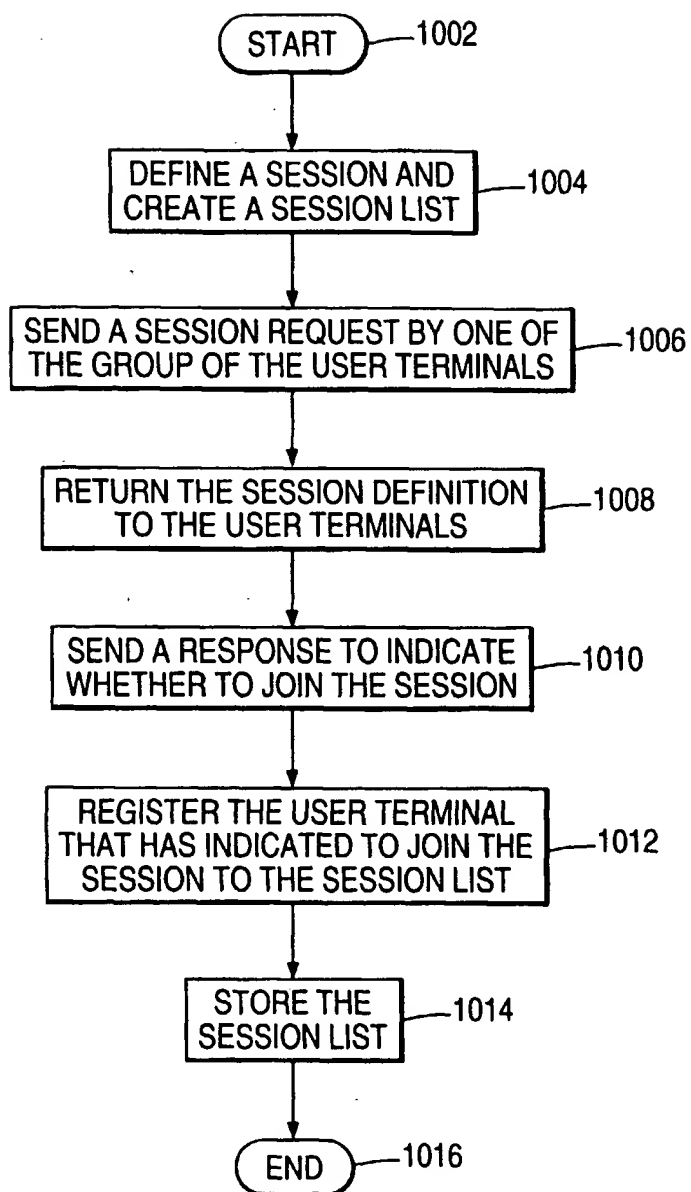 START
1002
DEFINE A SESSION AND
CREATE A SESSION LIST
1004
SEND A SESSION REQUEST BY ONE OF
THE GROUP OF THE USER TERMINALS
1006
RETURN THE SESSION DEFINITION
TO THE USER TERMINALS
1008
SEND A RESPONSE TO INDICATE
WHETHER TO JOIN THE SESSION
1010
REGISTER THE USER TERMINAL
THAT HAS INDICATED TO JOIN THE
SESSION TO THE SESSION LIST
1012
STORE THE
SESSION LIST
1014
END
1016